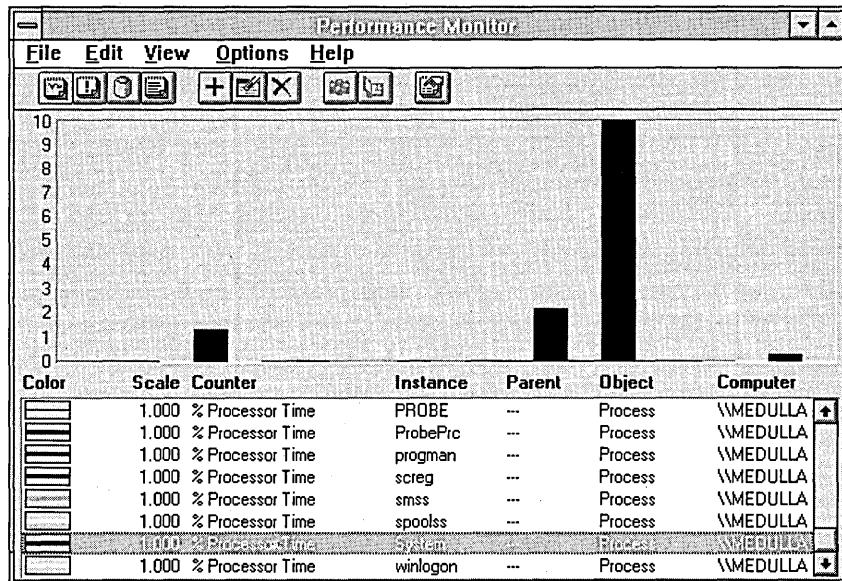 Performance Monitor
File Edit View Options Help
10
9
8
7
6
5
4
3
2
1
0
Color Scale Counter Instance Parent Object Computer
1.000 % Processor Time PROBE --- Process \\MEDULLA
1.000 % Processor Time ProbePrc --- Process \\MEDULLA
1.000 % Processor Time progman --- Process \\MEDULLA
1.000 % Processor Time screg --- Process \\MEDULLA
1.000 % Processor Time smss --- Process \\MEDULLA
1.000 % Processor Time spoolss --- Process \\MEDULLA
1.000 % Processor Time System --- Process \\MEDULLA
1.000 % Processor Time winlogon --- Process \\MEDULLA